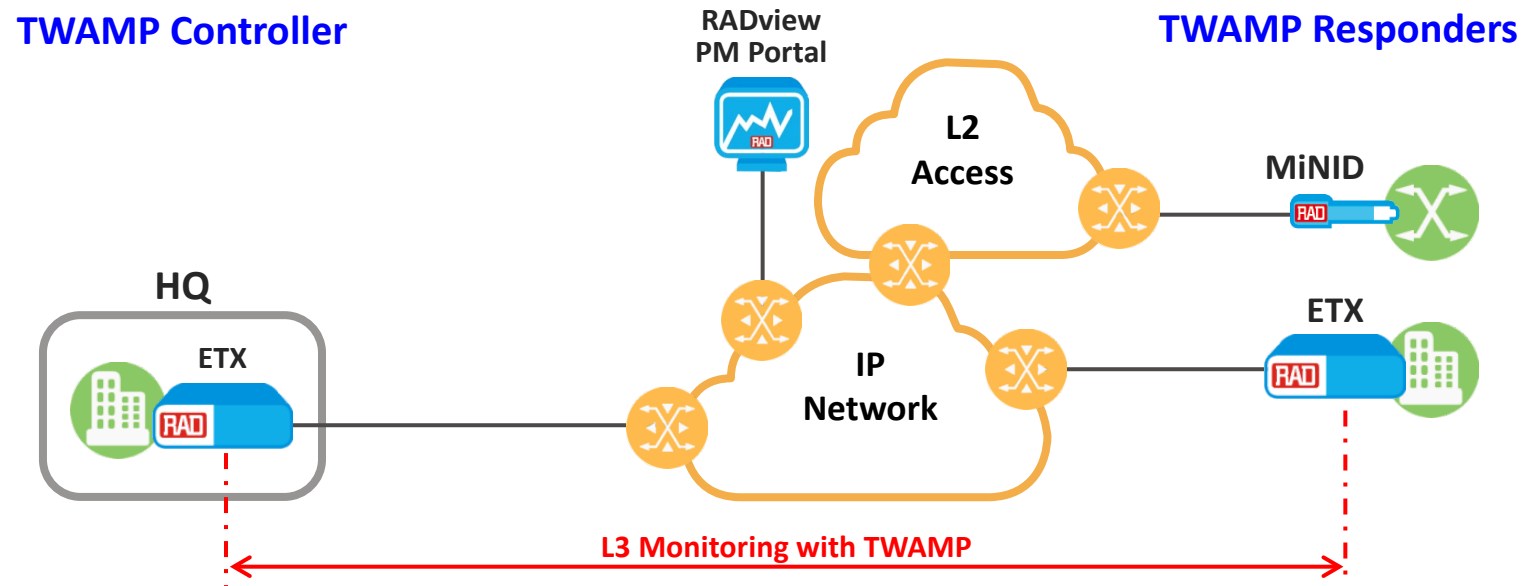 TWAMP Controller
RADview
PM Portal
TWAMP Responders
L2
Access
MiNID
RAD
RAD
HQ
ETX
ETX
IP
Network
RAD
RAD
L3 Monitoring with TWAMP